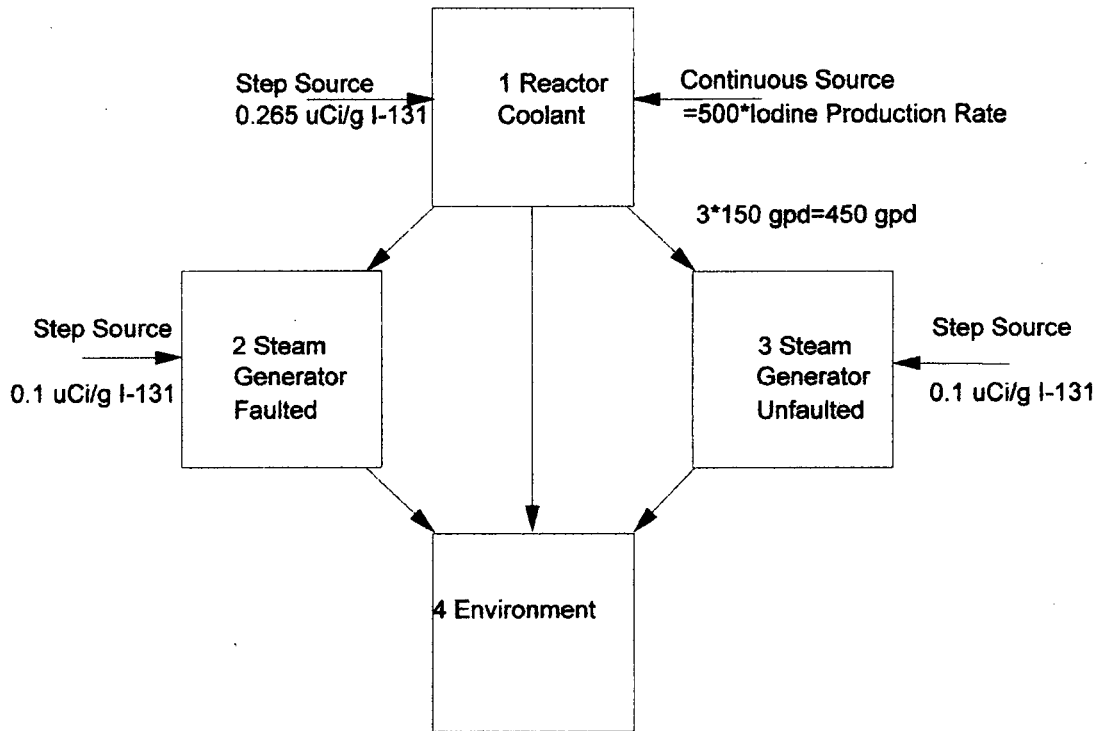 Step Source
0.265 uCi/g I-131
1 Reactor
Coolant
Continuous Source
=500*Iodine Production Rate
3*150 gpd=450 gpd
Step Source
0.1 uCi/g I-131
2 Steam
Generator
Faulted
3 Steam
Generator
Unfaulted
Step Source
0.1 uCi/g I-131
4 Environment